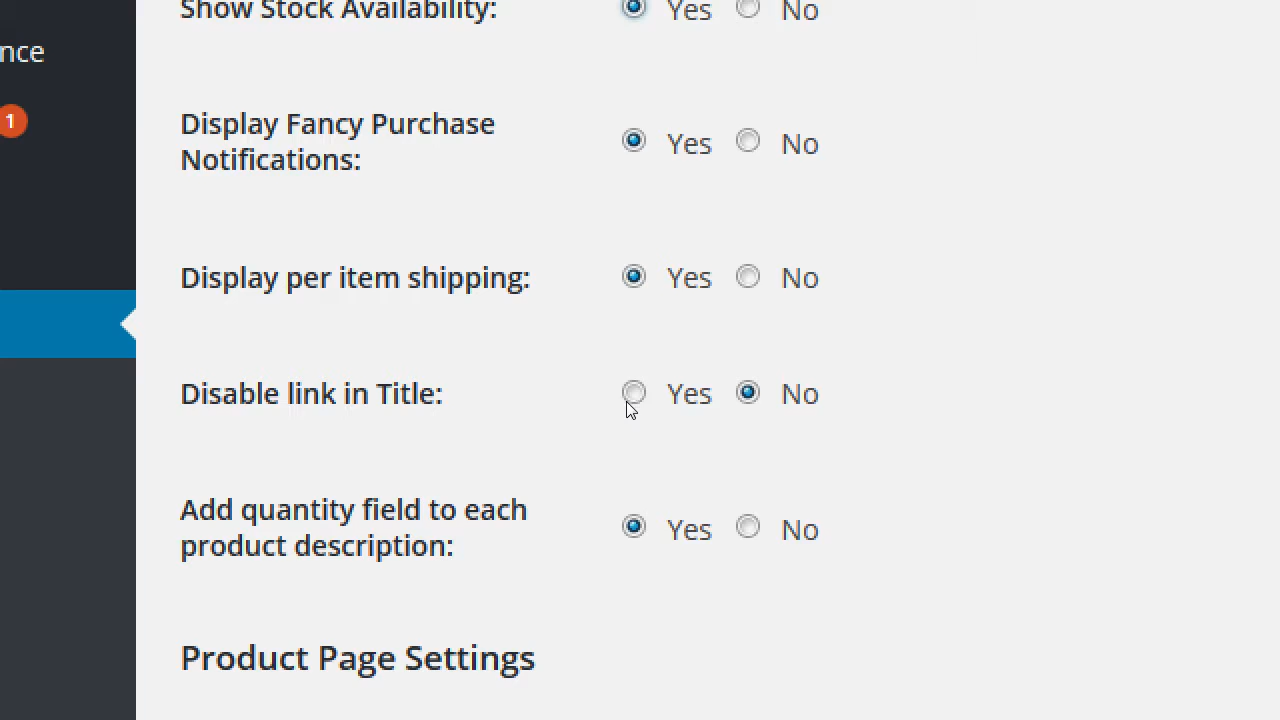 Show Stock Availability: Yes No
nce
1
Display Fancy Purchase
Notifications: Yes No
Display per item shipping: Yes No
Disable link in Title: Yes No
Add quantity field to each
product description: Yes No
Product Page Settings